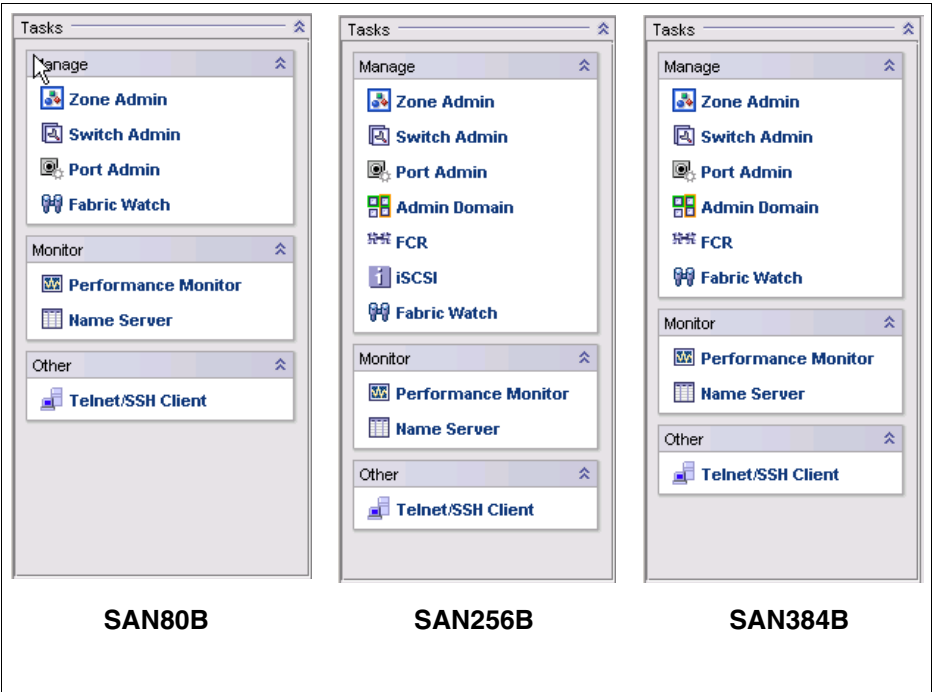 Tasks
Manage
Zone Admin
Switch Admin
Port Admin
Fabric Watch
Monitor
Performance Monitor
Name Server
Other
Telnet/SSH Client
SAN80B
Tasks
Manage
Zone Admin
Switch Admin
Port Admin
Admin Domain
FCR
iSCSI
Fabric Watch
Monitor
Performance Monitor
Name Server
Other
Telnet/SSH Client
SAN256B
Tasks
Manage
Zone Admin
Switch Admin
Port Admin
Admin Domain
FCR
Fabric Watch
Monitor
Performance Monitor
Name Server
Other
Telnet/SSH Client
SAN384B